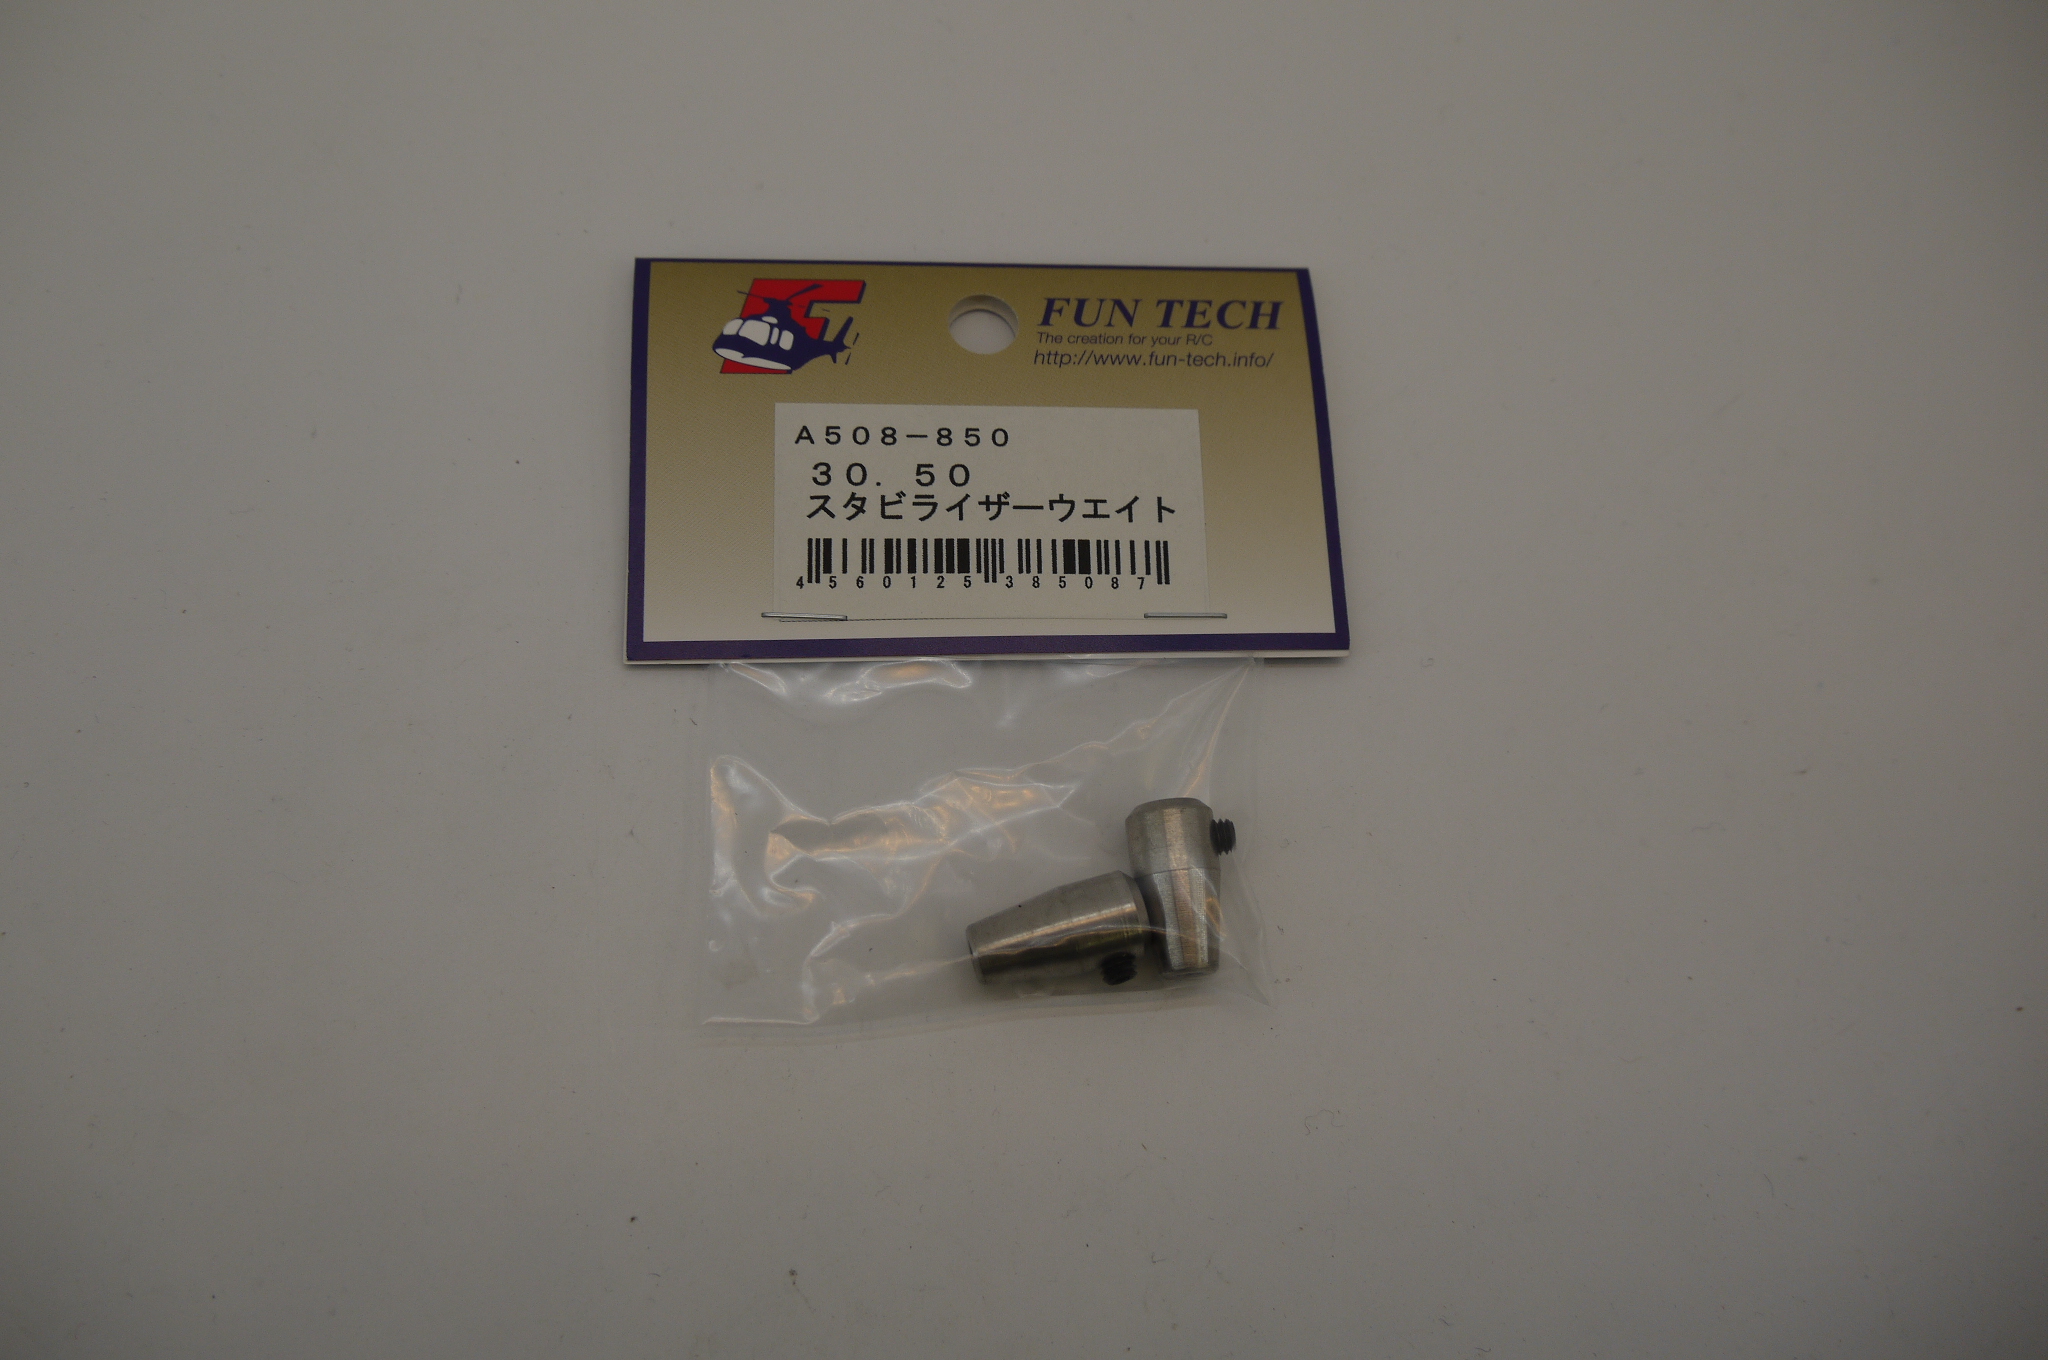 FUN TECH
The creation for your R/C
http://www.fun-tech.info/
A508-850
30. 50
スタビライザーウエイト
4560125385087